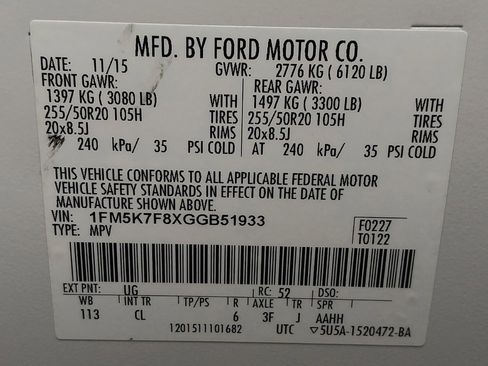 MFD. BY FORD MOTOR CO.
DATE: 11/15 GVWR: 2776 KG ( 6120 LB)
FRONT GAWR: REAR GAWR:
1397 KG ( 3080 LB) WITH 1497 KG ( 3300 LB) WITH
255/50R20 105H TIRES 255/50R20 105H TIRES
20x8.5J RIMS 20x8.5J RIMS
AT 240 kPa/ 35 PSI COLD AT 240 kPa/ 35 PSI COLD
THIS VEHICLE CONFORMS TO ALL APPLICABLE FEDERAL MOTOR
VEHICLE SAFETY STANDARDS IN EFFECT ON THE DATE OF
MANUFACTURE SHOWN ABOVE.
VIN: 1FM5K7F8XGGB51933 F0227
TYPE: MPV T0122
EXT PNT: UG RC: 52 DSO:
WB INT TR TP/PS R AXLE TR SPR
113 CL 6 3F J AAHH
1201511101682 UTC ▽5U5A-1520472-BA